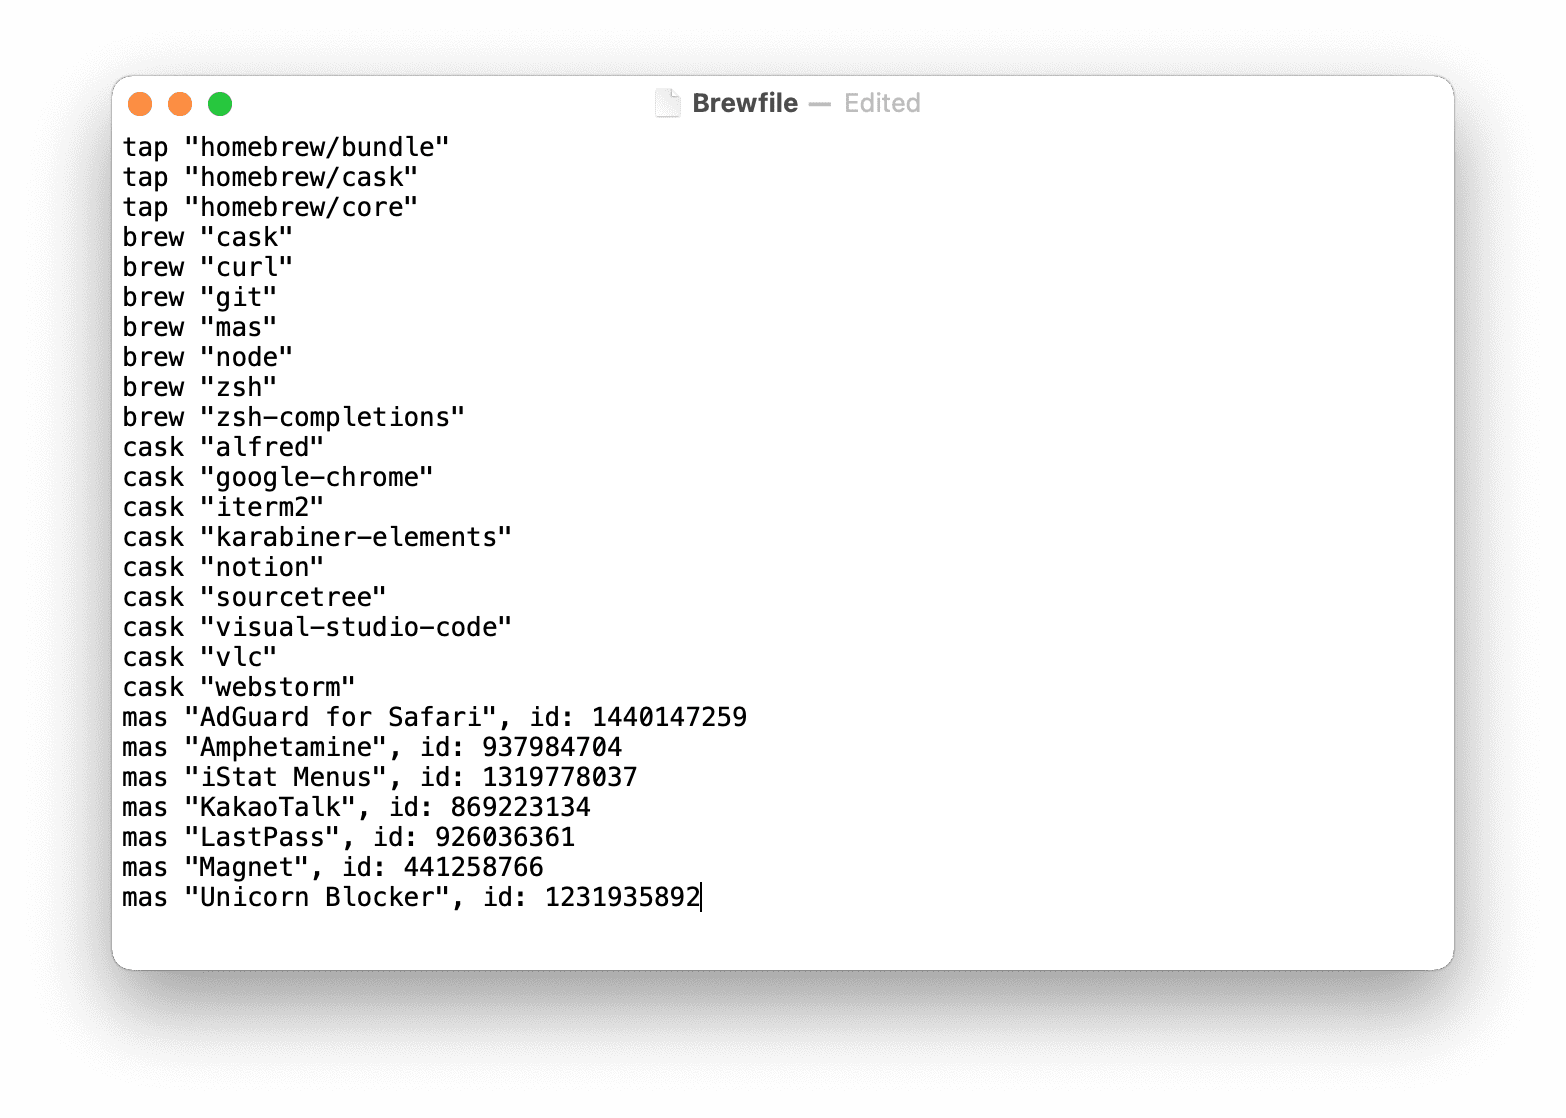 Brewfile — Edited
tap "homebrew/bundle"
tap "homebrew/cask"
tap "homebrew/core"
brew "cask"
brew "curl"
brew "git"
brew "mas"
brew "node"
brew "zsh"
brew "zsh-completions"
cask "alfred"
cask "google-chrome"
cask "iterm2"
cask "karabiner-elements"
cask "notion"
cask "sourcetree"
cask "visual-studio-code"
cask "vlc"
cask "webstorm"
mas "AdGuard for Safari", id: 1440147259
mas "Amphetamine", id: 937984704
mas "iStat Menus", id: 1319778037
mas "KakaoTalk", id: 869223134
mas "LastPass", id: 926036361
mas "Magnet", id: 441258766
mas "Unicorn Blocker", id: 1231935892